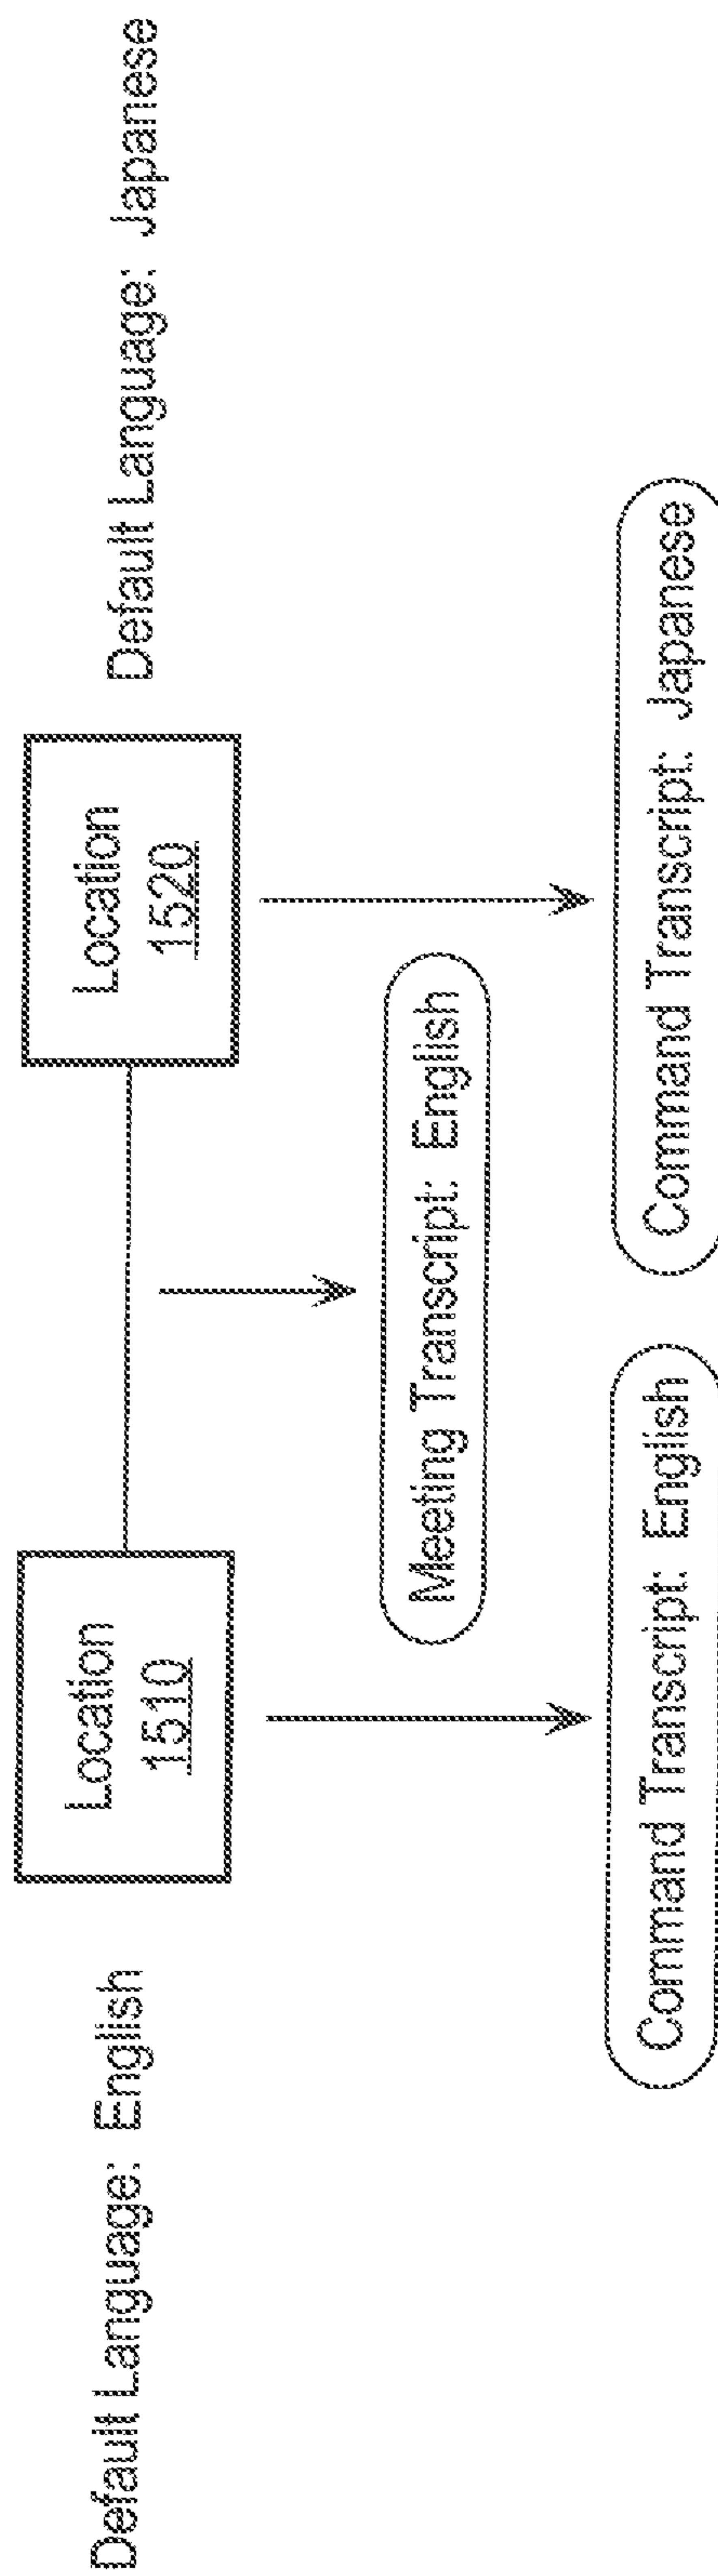 Default Language: English
Location
1510
Location
1520
Default Language: Japanese
Meeting Transcript: English
Command Transcript: English
Command Transcript: Japanese